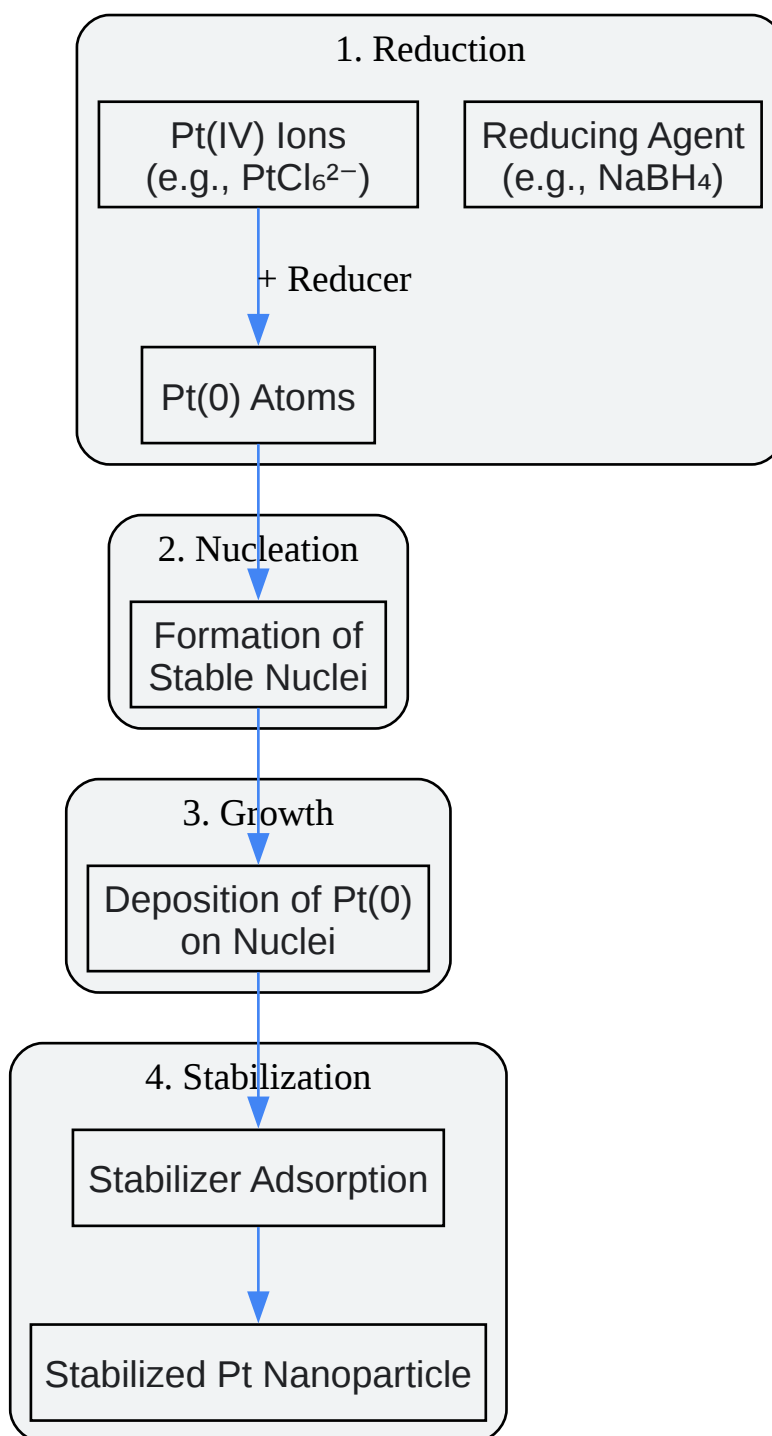 1. Reduction
Pt(IV) Ions
(e.g., PtCl₆²⁻)
Reducing Agent
(e.g., NaBH₄)
+ Reducer
Pt(0) Atoms
2. Nucleation
Formation of
Stable Nuclei
3. Growth
Deposition of Pt(0)
on Nuclei
4. Stabilization
Stabilizer Adsorption
Stabilized Pt Nanoparticle